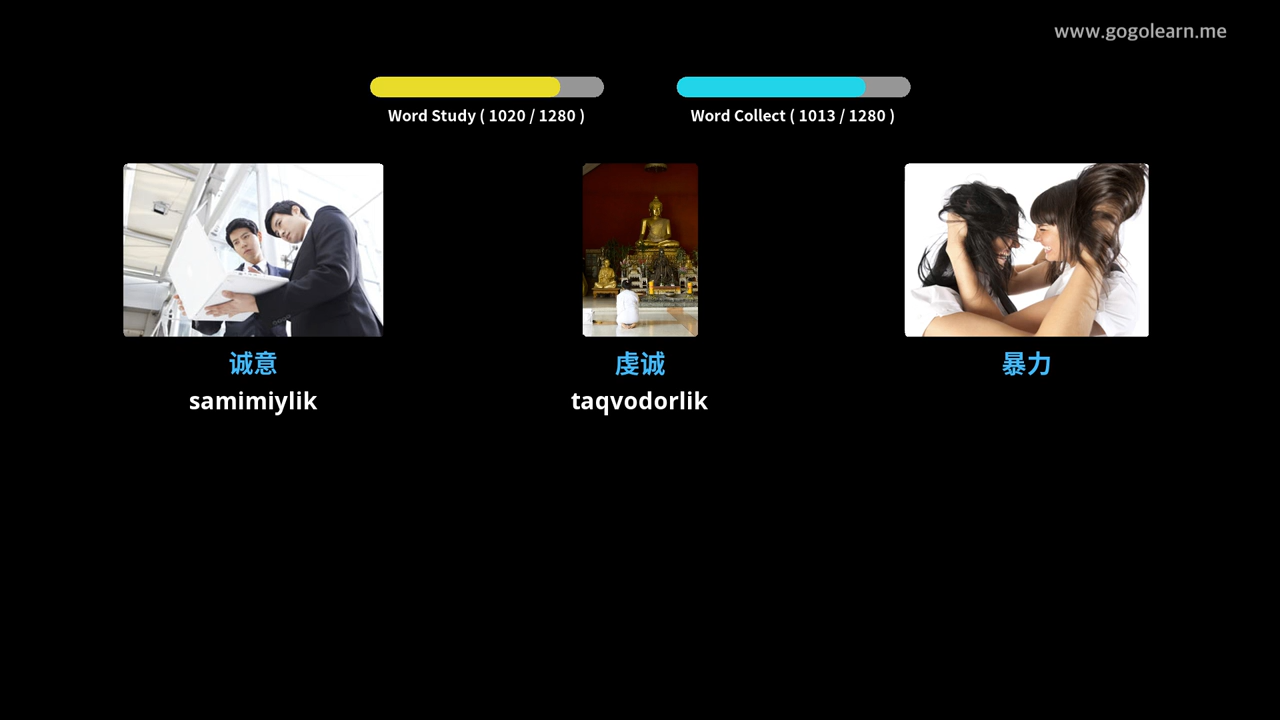 www.gogolearn.me
Word Study ( 1020 / 1280 )
Word Collect ( 1013 / 1280 )
诚意
虔诚
暴力
samimiylik
taqvodorlik